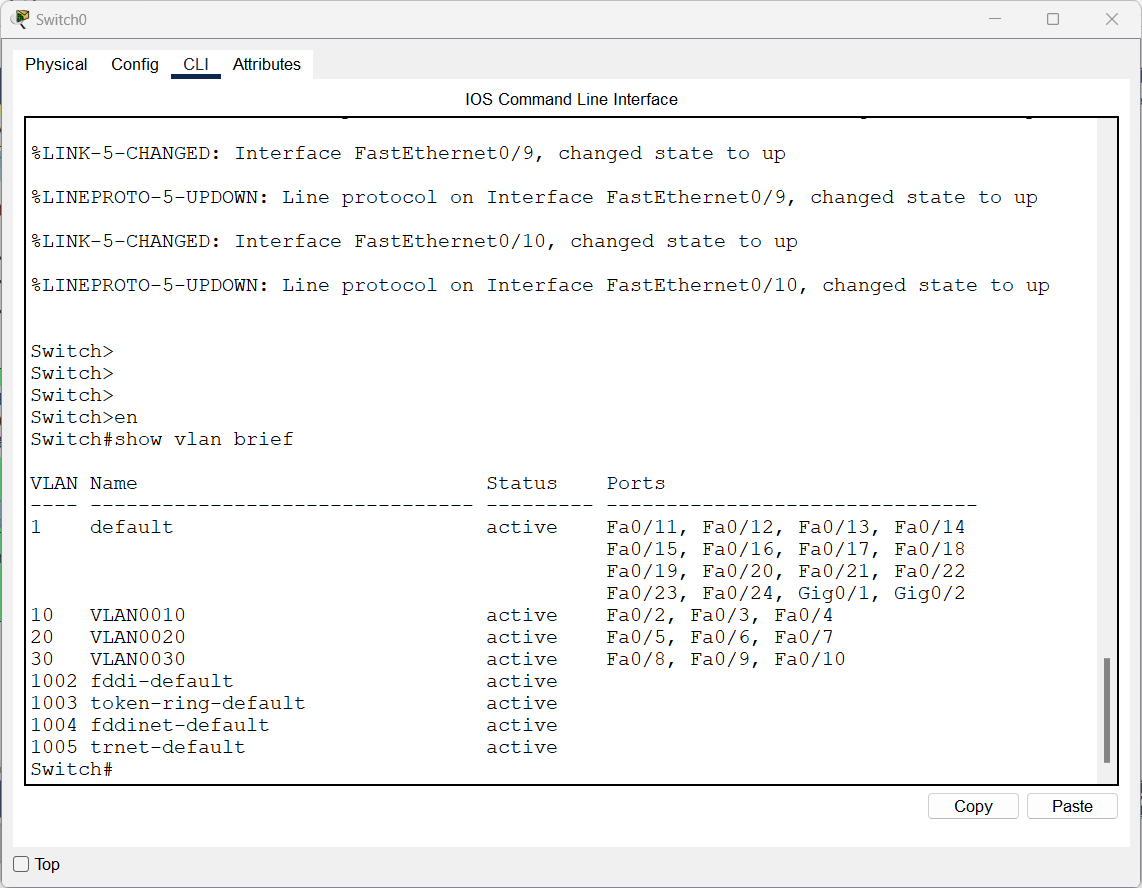 Switch0
Physical Config CLI Attributes
IOS Command Line Interface
%LINK-5-CHANGED: Interface FastEthernet0/9, changed state to up
%LINEPROTO-5-UPDOWN: Line protocol on Interface FastEthernet0/9, changed state to up
%LINK-5-CHANGED: Interface FastEthernet0/10, changed state to up
%LINEPROTO-5-UPDOWN: Line protocol on Interface FastEthernet0/10, changed state to up
Switch>
Switch>
Switch>
Switch>en
Switch#show vlan brief
VLAN Name                             Status    Ports
---- -------------------------------- --------- -------------------------------
1    default                          active    Fa0/11, Fa0/12, Fa0/13, Fa0/14
                                                Fa0/15, Fa0/16, Fa0/17, Fa0/18
                                                Fa0/19, Fa0/20, Fa0/21, Fa0/22
                                                Fa0/23, Fa0/24, Gig0/1, Gig0/2
10   VLAN0010                         active    Fa0/2, Fa0/3, Fa0/4
20   VLAN0020                         active    Fa0/5, Fa0/6, Fa0/7
30   VLAN0030                         active    Fa0/8, Fa0/9, Fa0/10
1002 fddi-default                     active
1003 token-ring-default               active
1004 fddinet-default                  active
1005 trnet-default                    active
Switch#
Copy Paste
Top